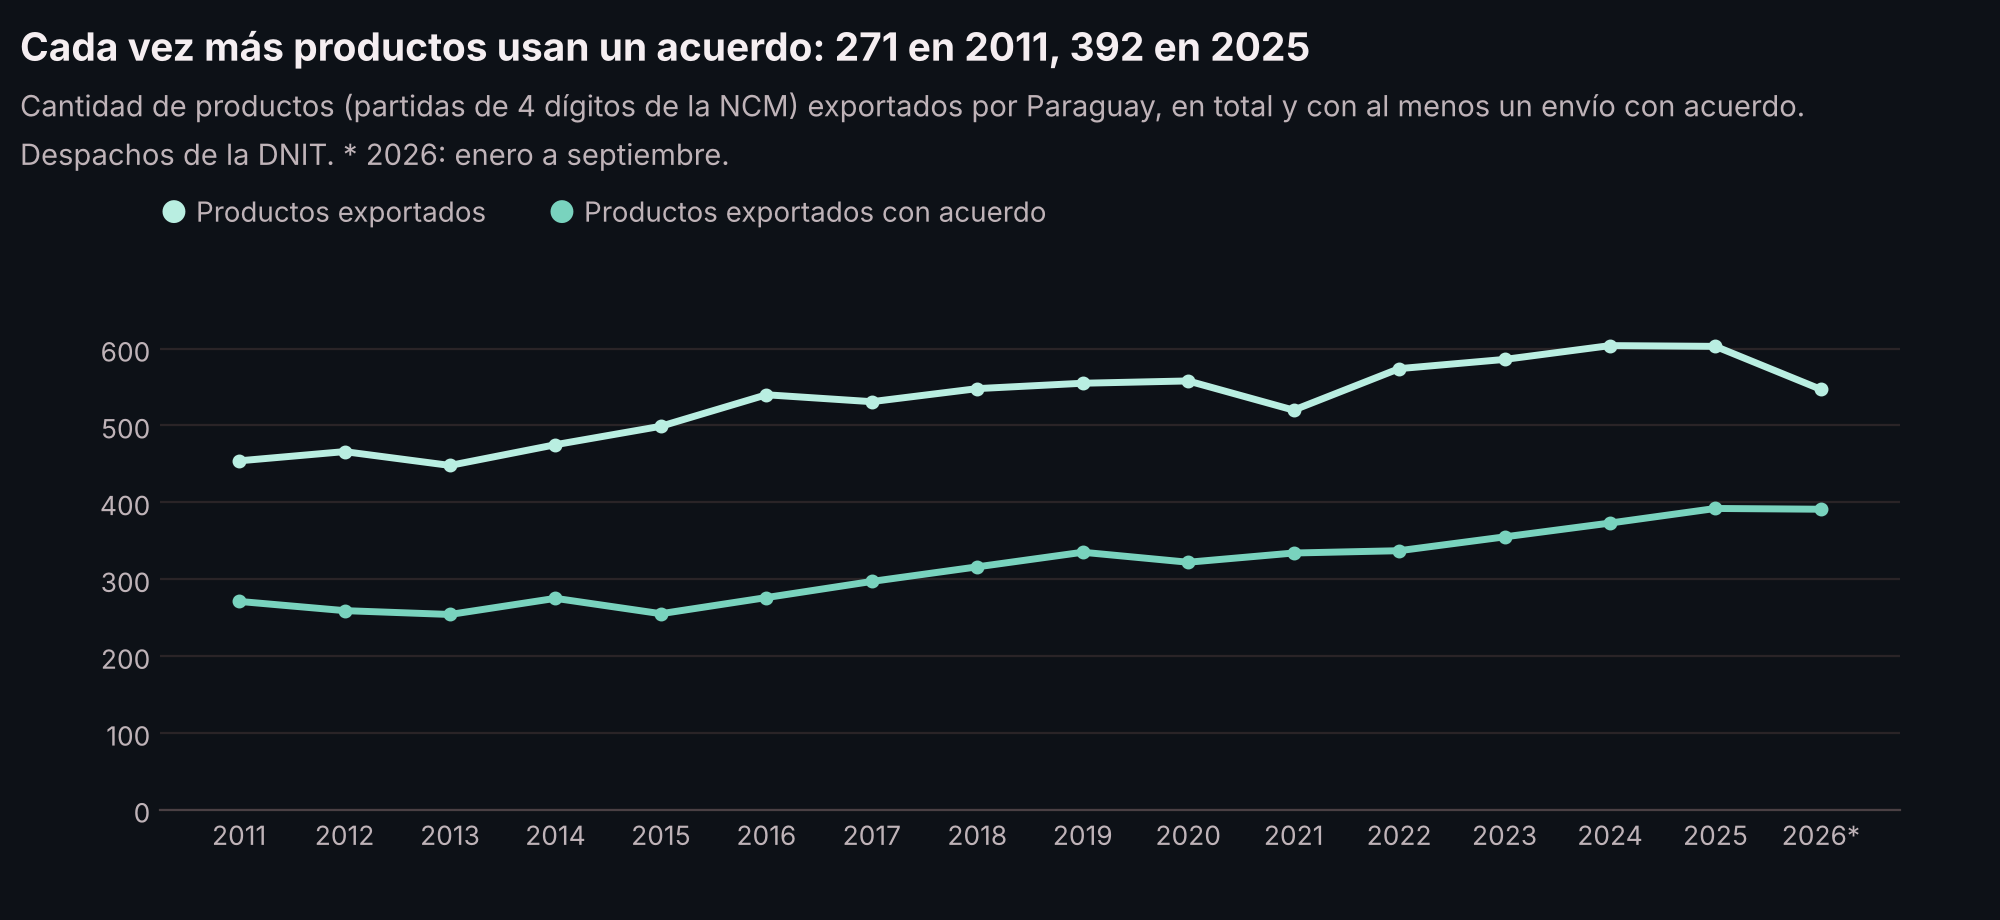 Cada vez más productos usan un acuerdo: 271 en 2011, 392 en 2025
Cantidad de productos (partidas de 4 dígitos de la NCM) exportados por Paraguay, en total y con al menos un envío con acuerdo.
Despachos de la DNIT. * 2026: enero a septiembre.
Productos exportados
Productos exportados con acuerdo
600
500
400
300
200
100
0
2011 2012 2013 2014 2015 2016 2017 2018 2019 2020 2021 2022 2023 2024 2025 2026*